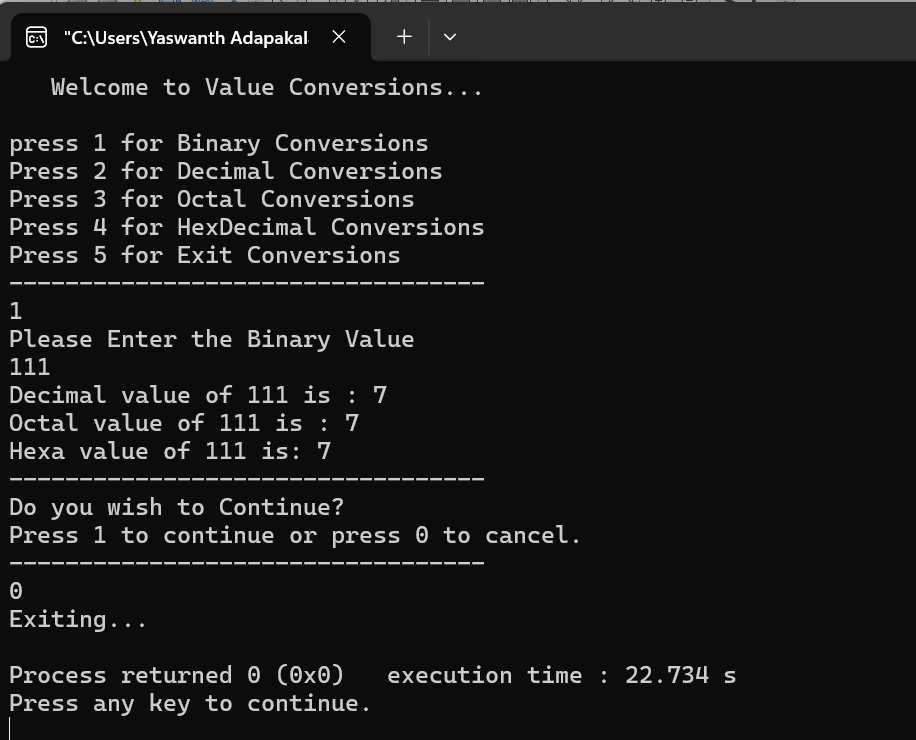 "C:\Users\Yaswanth Adapakal
Welcome to Value Conversions...
press 1 for Binary Conversions
Press 2 for Decimal Conversions
Press 3 for Octal Conversions
Press 4 for HexDecimal Conversions
Press 5 for Exit Conversions
----------------------------------
1
Please Enter the Binary Value
111
Decimal value of 111 is : 7
Octal value of 111 is : 7
Hexa value of 111 is: 7
----------------------------------
Do you wish to Continue?
Press 1 to continue or press 0 to cancel.
----------------------------------
0
Exiting...
Process returned 0 (0x0)   execution time : 22.734 s
Press any key to continue.